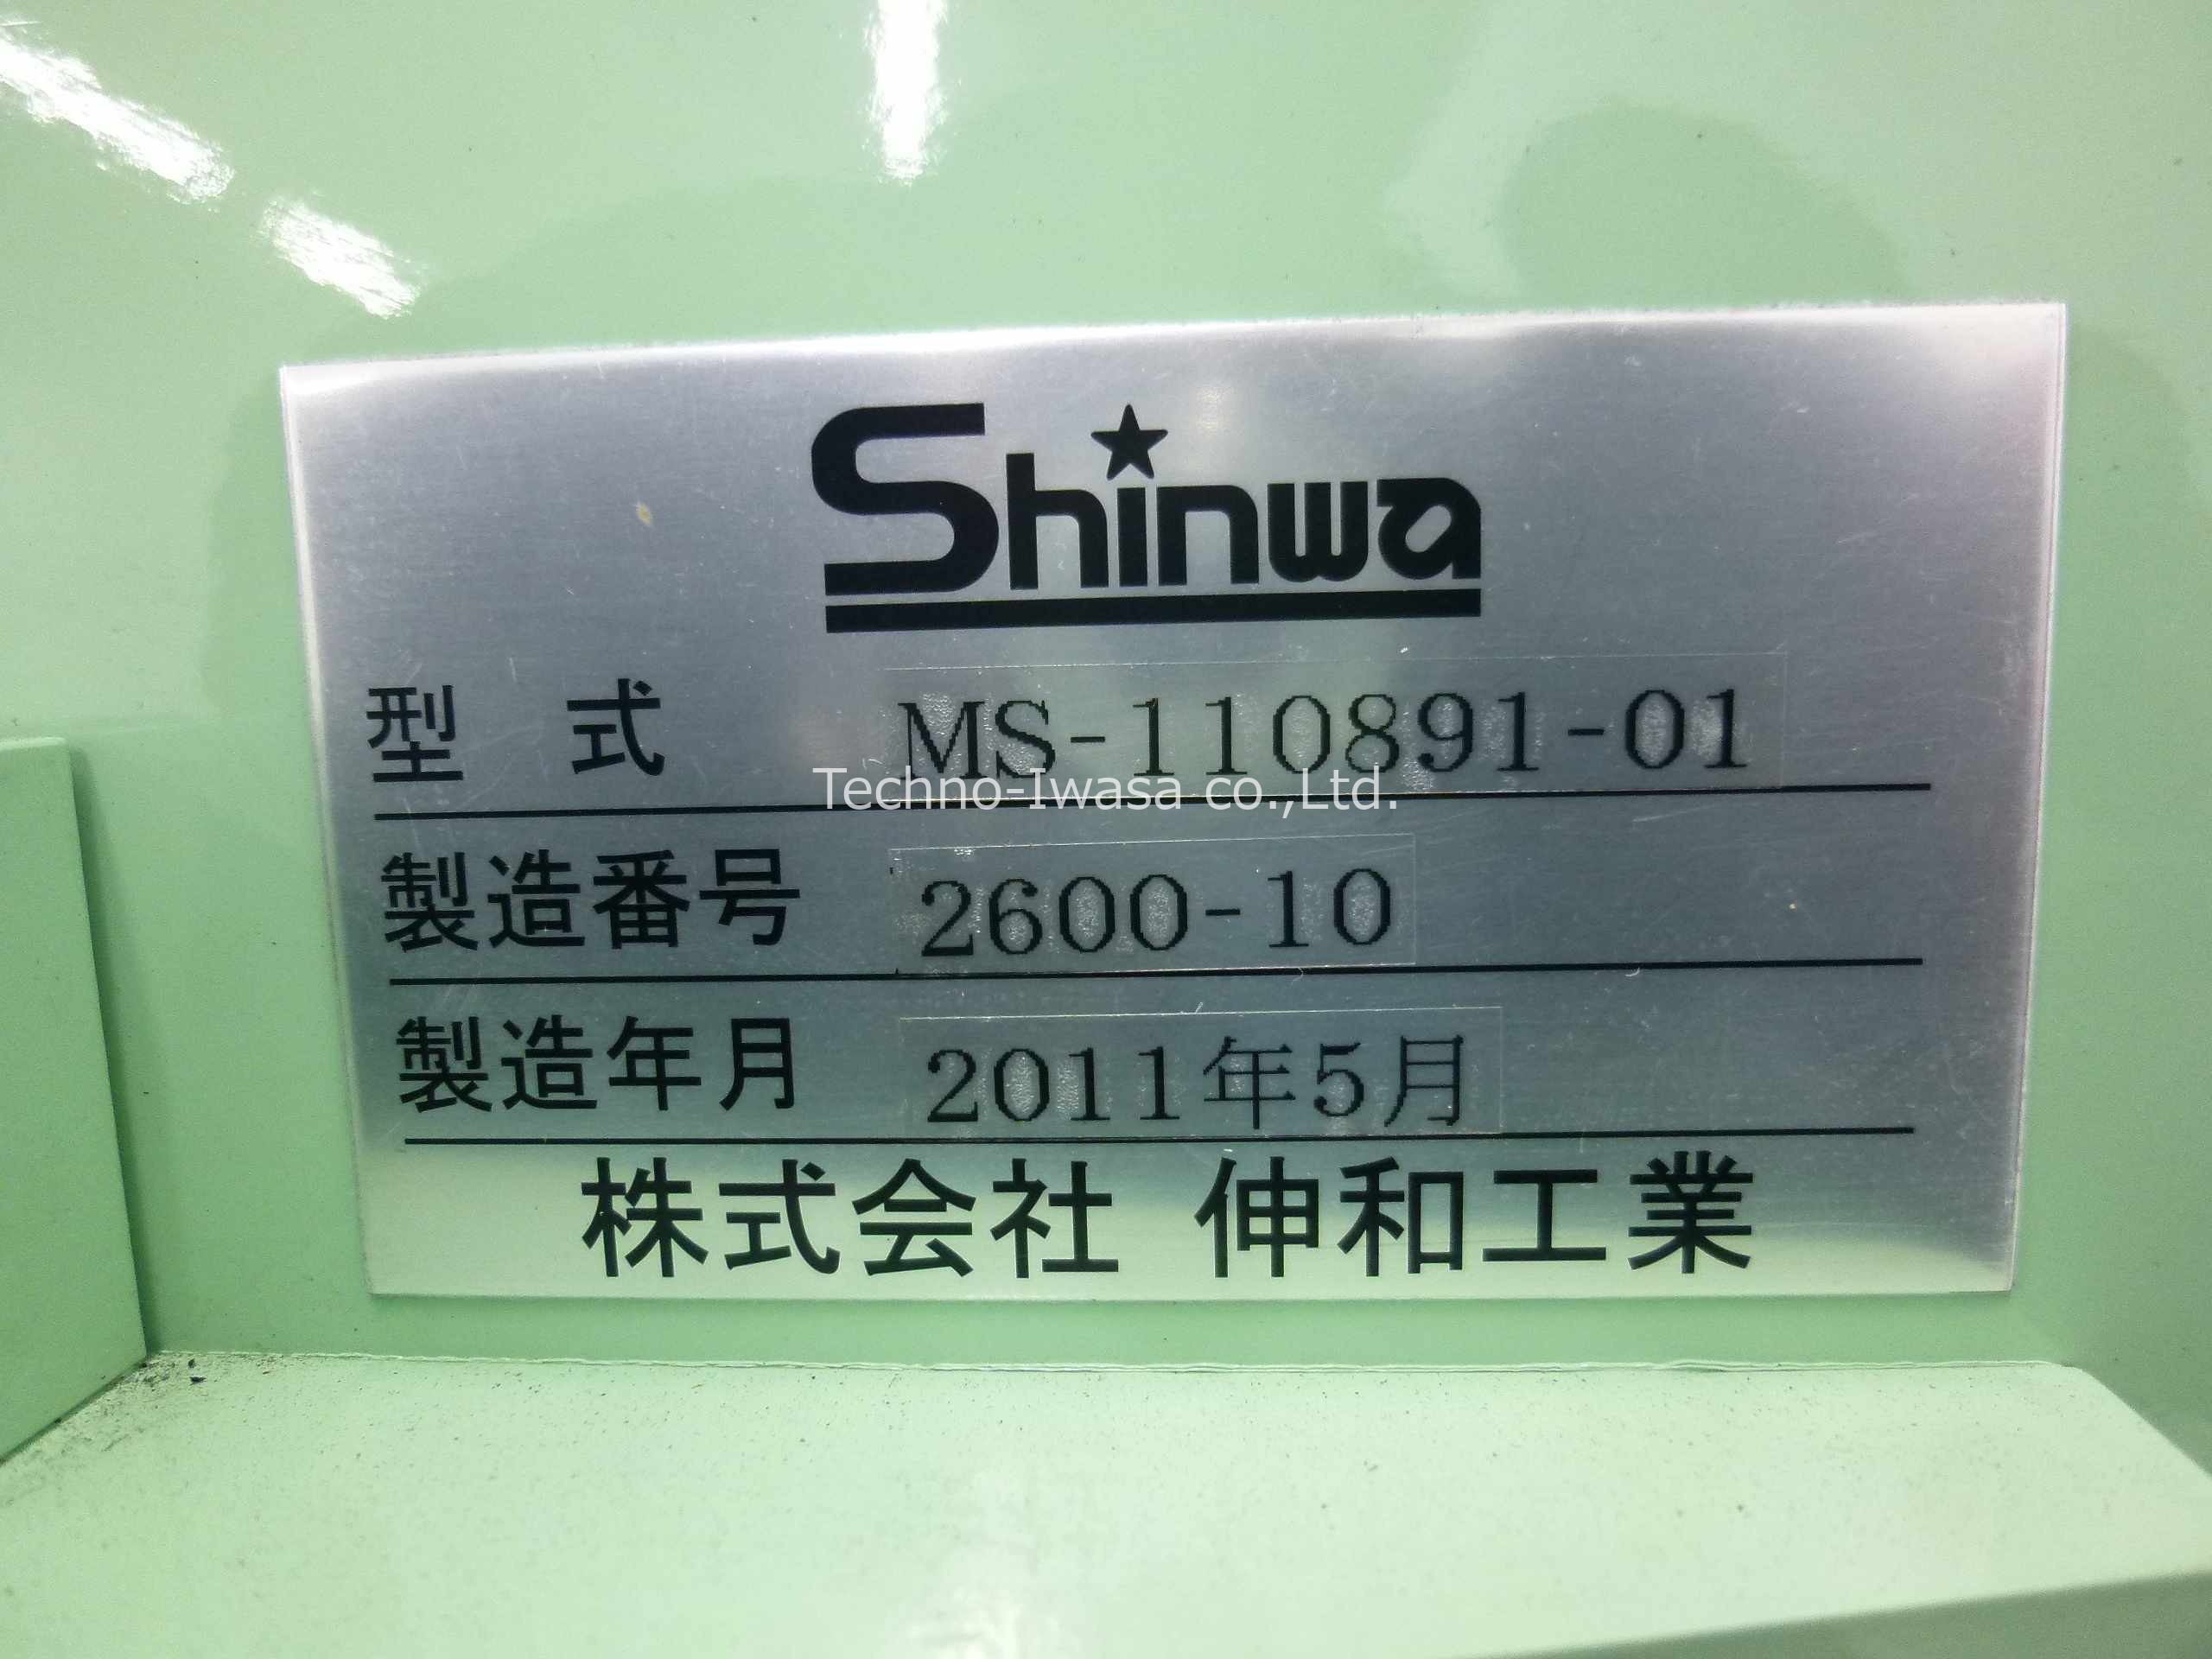 Shinwa
型 式 MS-110891-01
Techno-Iwasa co.,Ltd.
製造番号 2600-10
製造年月 2011年5月
株式会社 伸和工業